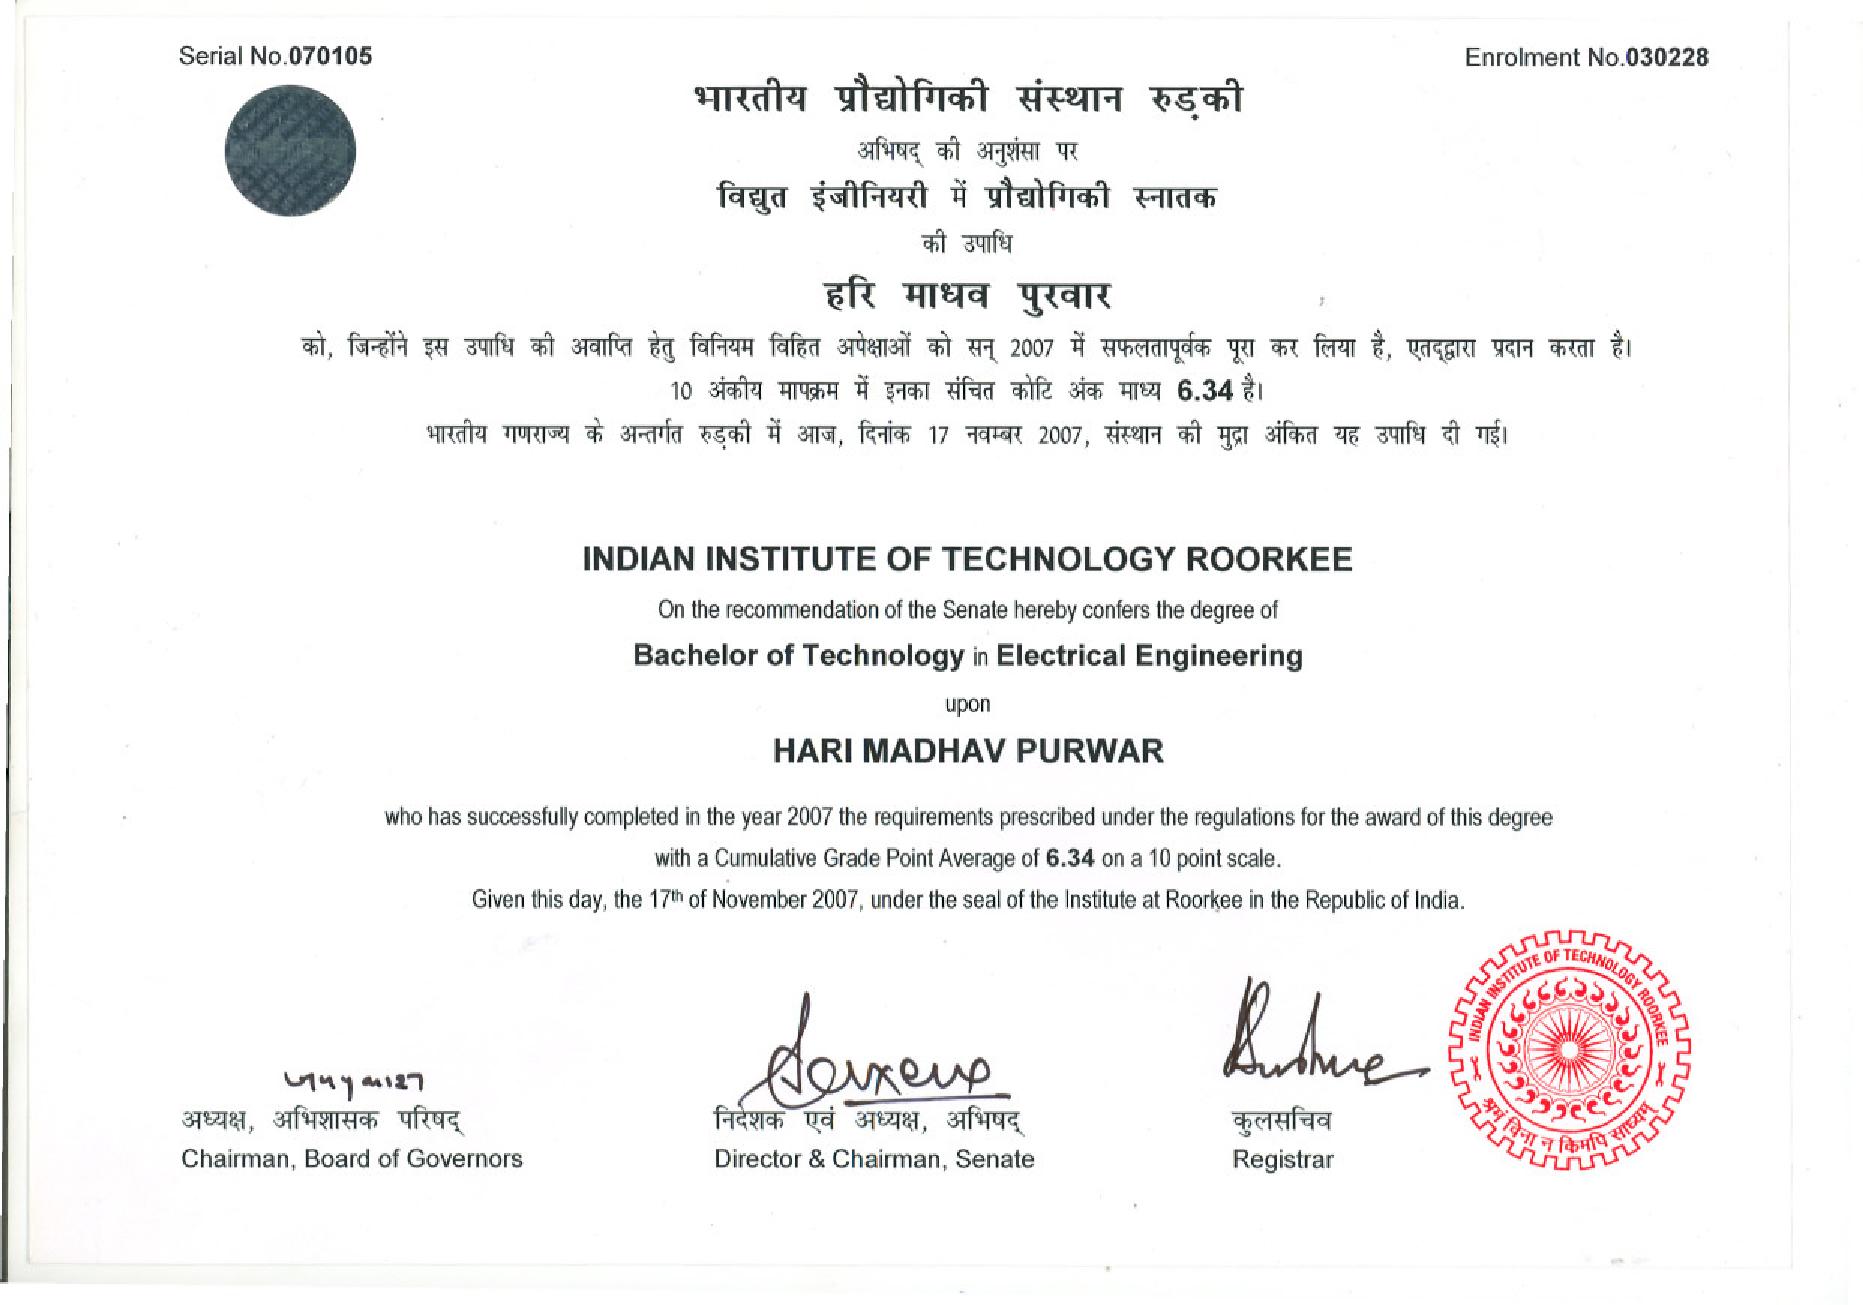 Serial No.070105
Enrolment No.030228
भारतीय प्रौद्योगिकी संस्थान रुड़की
अभिषद् की अनुशंसा पर
विद्युत इंजीनियरी में प्रौद्योगिकी स्नातक
की उपाधि
हरि माधव पुरवार
को, जिन्होंने इस उपाधि की अवाप्ति हेतु विनियम विहित अपेक्षाओं को सन् 2007 में सफलतापूर्वक पूरा कर लिया है, एतद्द्वारा प्रदान करता है।
10 अंकीय मापक्रम में इनका संचित कोटि अंक माध्य 6.34 है।
भारतीय गणराज्य के अन्तर्गत रुड़की में आज, दिनांक 17 नवम्बर 2007, संस्थान की मुद्रा अंकित यह उपाधि दी गई।
INDIAN INSTITUTE OF TECHNOLOGY ROORKEE
On the recommendation of the Senate hereby confers the degree of
Bachelor of Technology in Electrical Engineering
upon
HARI MADHAV PURWAR
who has successfully completed in the year 2007 the requirements prescribed under the regulations for the award of this degree
with a Cumulative Grade Point Average of 6.34 on a 10 point scale.
Given this day, the 17th of November 2007, under the seal of the Institute at Roorkee in the Republic of India.
INDIAN INSTITUTE OF TECHNOLOGY ROORKEE
श्रमं विना न किमपि साध्यम्
अध्यक्ष, अभिशासक परिषद्
निदेशक एवं अध्यक्ष, अभिषद्
कुलसचिव
Chairman, Board of Governors
Director & Chairman, Senate
Registrar